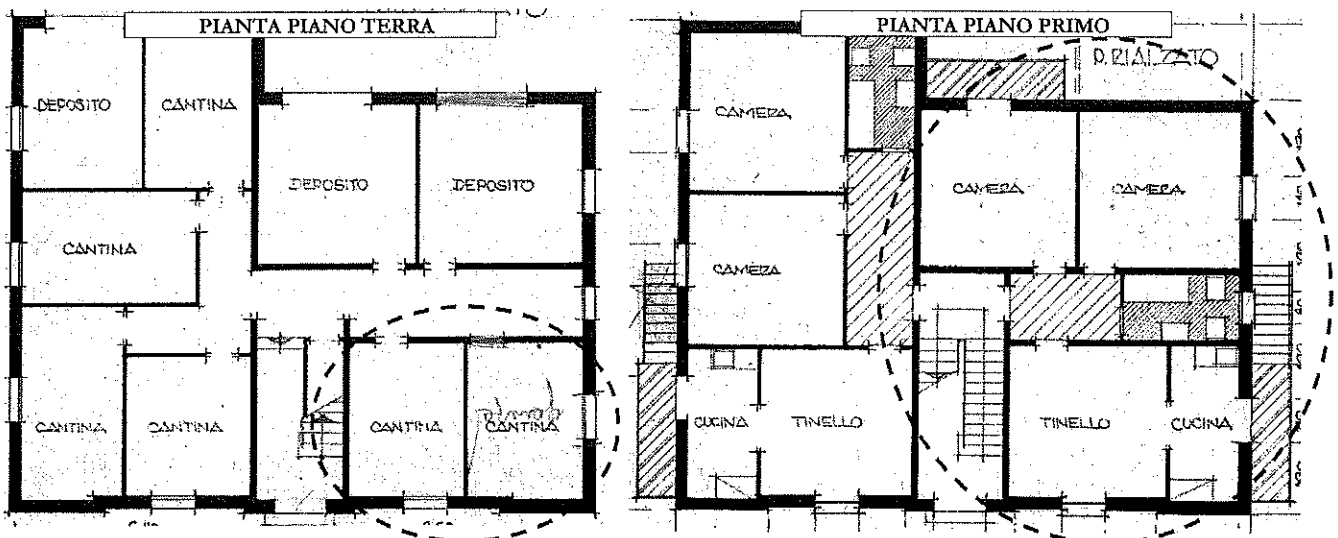 PIANTA PIANO TERRA
DEPOSITO
CANTINA
DEPOSITO
DEPOSITO
CANTINA
CANTINA
CANTINA
CANTINA
CANTINA
PIANTA PIANO PRIMO
P. RIALZATO
CAMERA
CAMERA
CAMERA
CAMERA
CUCINA
TINELLO
TINELLO
CUCINA